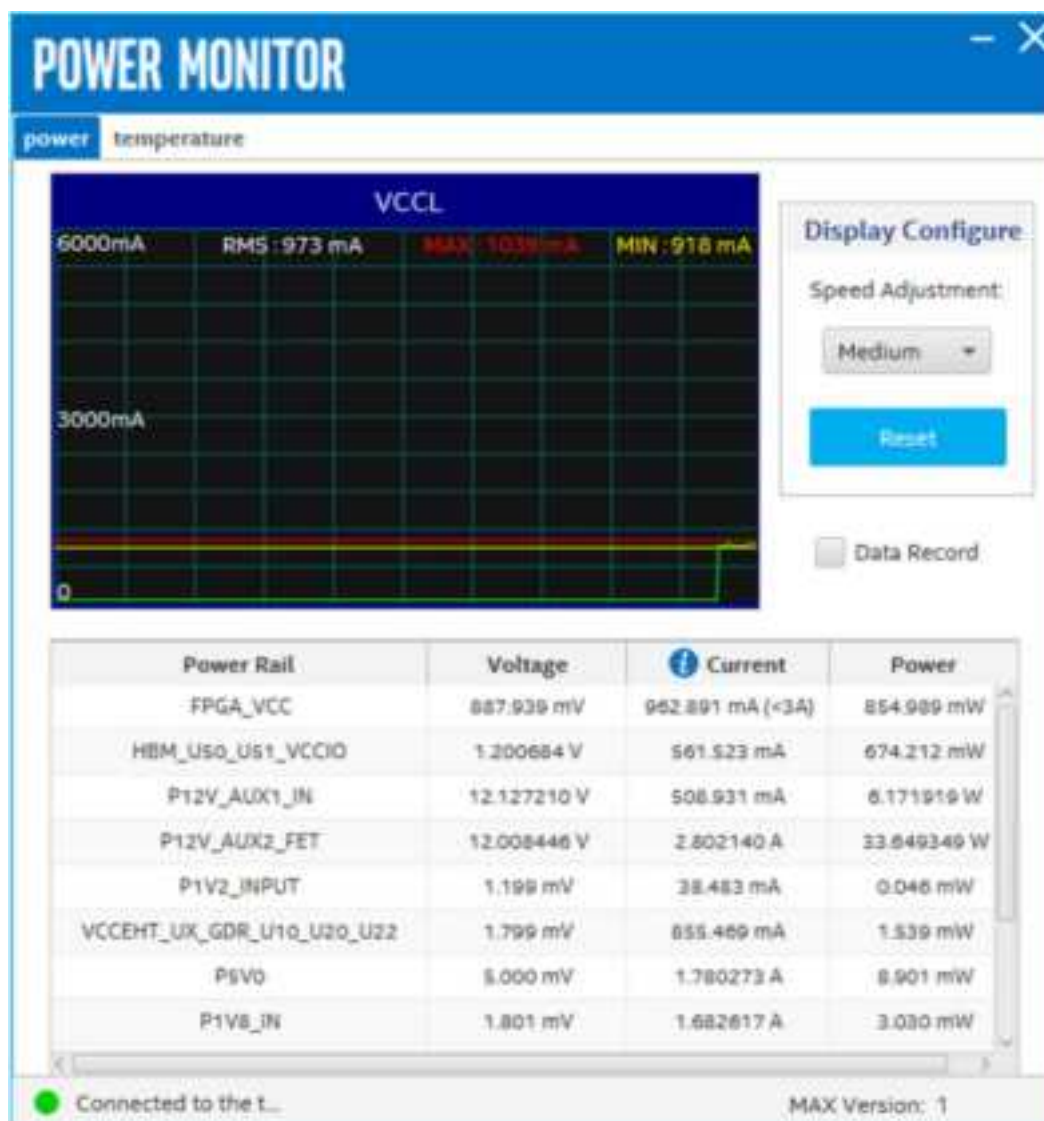 POWER MONITOR
power temperature
VCCL
6000mA RMS : 973 mA MAX : 1039 mA MIN : 918 mA
3000mA
0
Display Configure
Speed Adjustment:
Medium
Reset
Data Record
Power Rail Voltage Current Power
FPGA_VCC 887.939 mV 962.891 mA (<3A) 854.989 mW
HBM_U50_U51_VCCIO 1.200684 V 561.523 mA 674.212 mW
P12V_AUX1_IN 12.127210 V 508.931 mA 6.171919 W
P12V_AUX2_FET 12.008446 V 2.802140 A 33.649349 W
P1V2_INPUT 1.199 mV 38.483 mA 0.046 mW
VCCEHT_UX_GDR_U10_U20_U22 1.799 mV 855.469 mA 1.539 mW
P5V0 5.000 mV 1.780273 A 8.901 mW
P1V8_IN 1.801 mV 1.682617 A 3.030 mW
Connected to the t...
MAX Version: 1